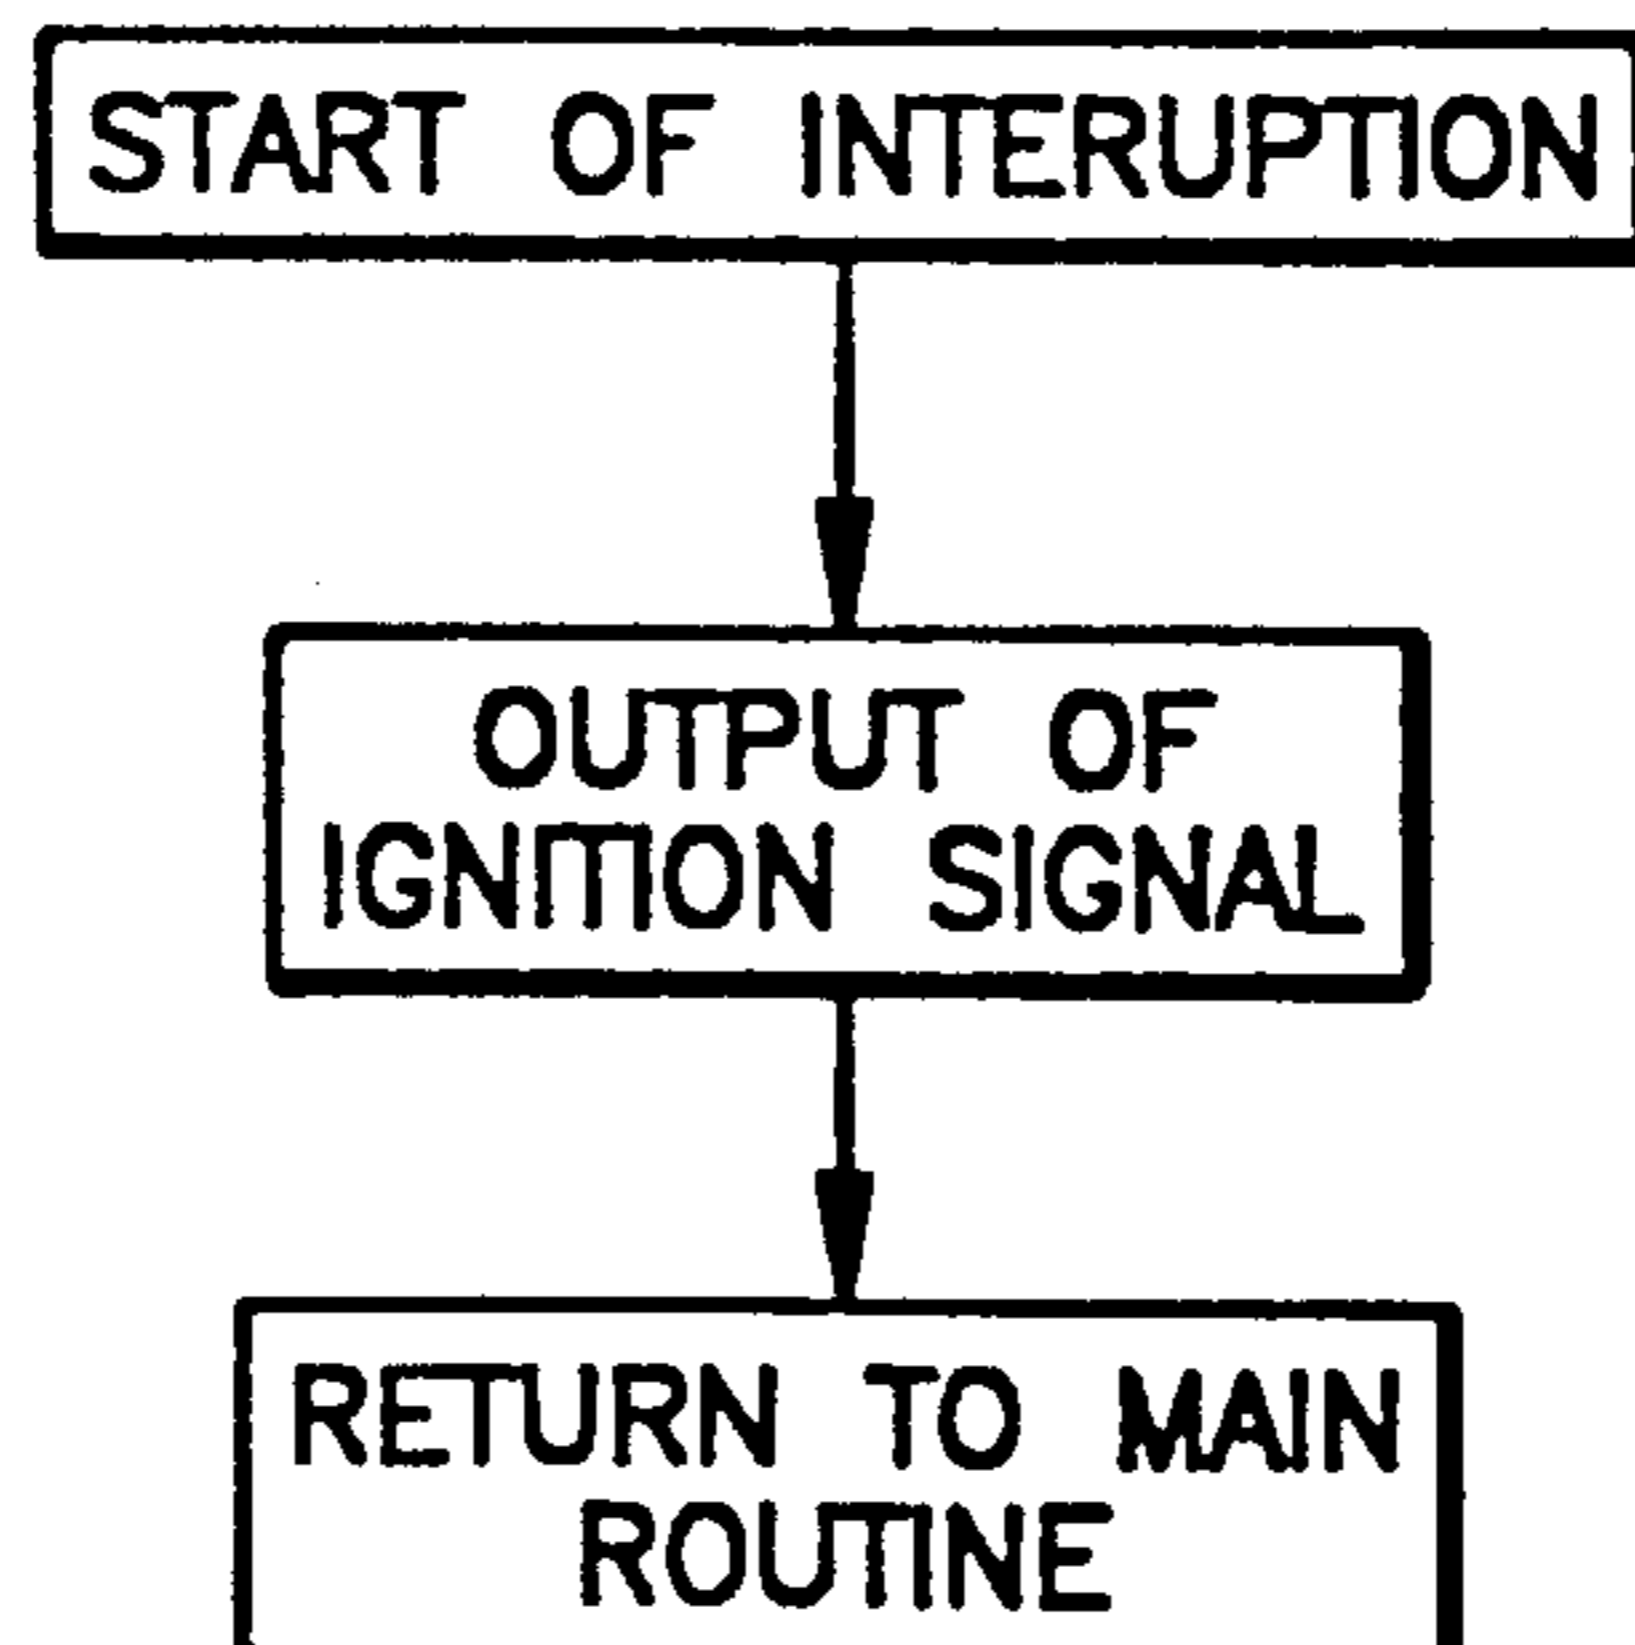 START OF INTERUPTION
OUTPUT OF
IGNITION SIGNAL
RETURN TO MAIN
ROUTINE